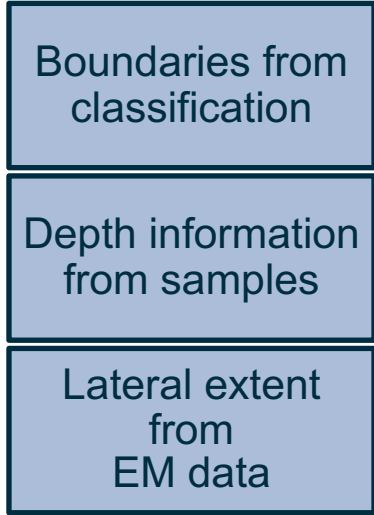 Boundaries from
classification
Depth information
from samples
Lateral extent
from
EM data